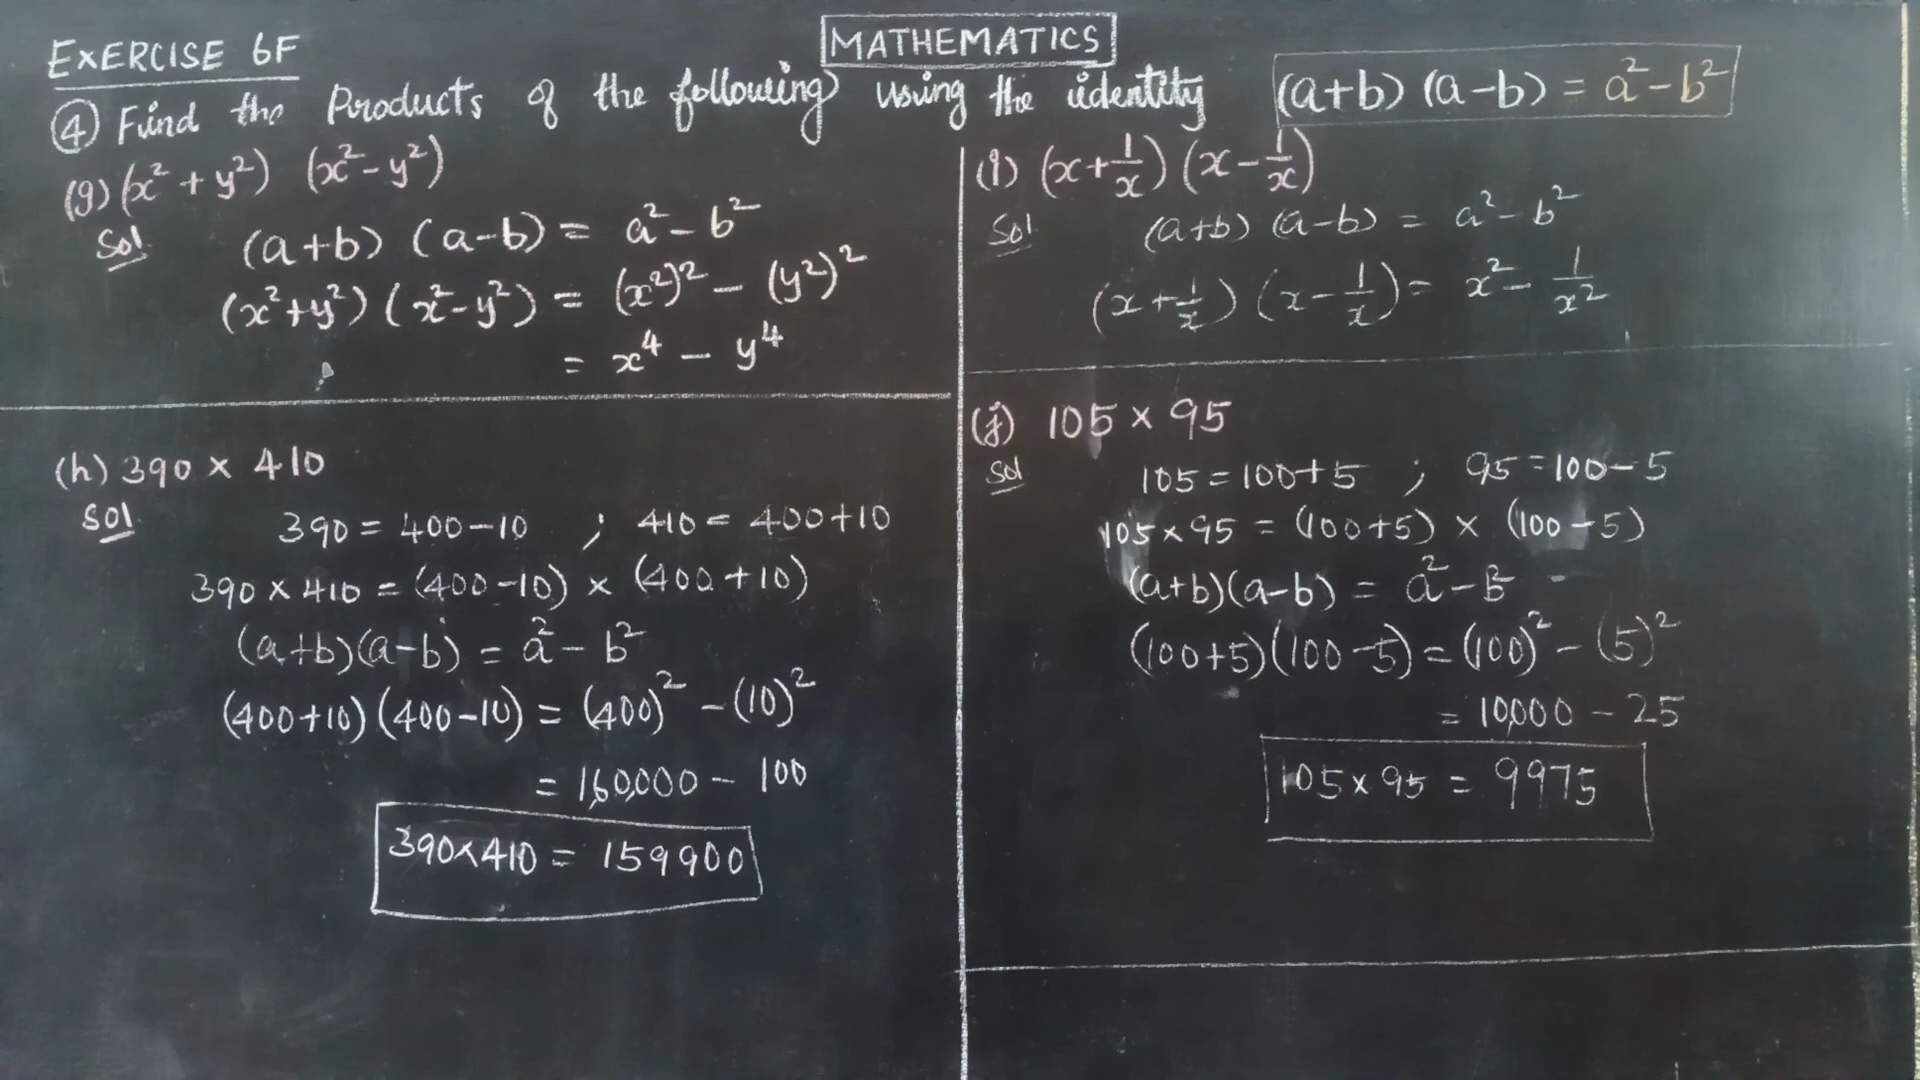 MATHEMATICS
EXERCISE 6F
④ Find the Products of the following using the identity (a+b) (a-b) = a² - b²
(g) (x² + y²) (x² - y²)
Sol
(a+b) (a-b) = a² - b²
(x²+y²) (x²-y²) = (x²)² - (y²)²
= x⁴ - y⁴
(h) 390 × 410
Sol
390 = 400-10 ; 410 = 400+10
390 × 410 = (400-10) × (400+10)
(a+b)(a-b) = a² - b²
(400+10)(400-10) = (400)² - (10)²
= 1,60,000 - 100
390×410 = 159900
(i) (x+1/x) (x-1/x)
Sol
(a+b) (a-b) = a² - b²
(x+1/x) (x-1/x) = x² - 1/x²
(j) 105 × 95
Sol
105 = 100+5 ; 95 = 100-5
105 × 95 = (100+5) × (100-5)
(a+b)(a-b) = a² - b²
(100+5)(100-5) = (100)² - (5)²
= 10,000 - 25
105 × 95 = 9975